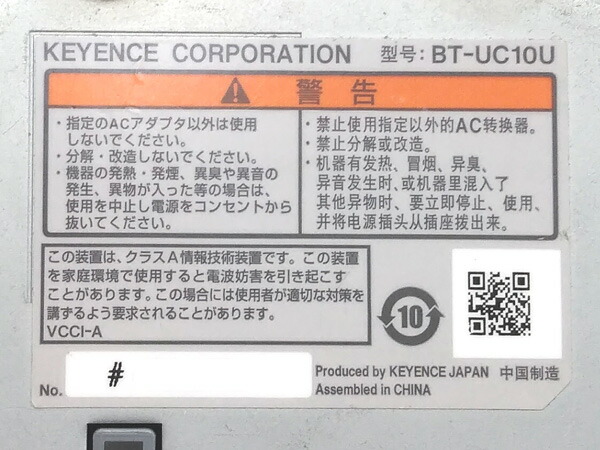 KEYENCE CORPORATION 型号: BT-UC10U
警告
・指定のACアダプタ以外は使用
しないでください。
・分解・改造しないでください。
・機器の発熱・発煙、異臭や異音の
発生、異物が入った等の場合は、
使用を中止し電源をコンセントから
抜いてください。
・禁止使用指定以外的AC转换器。
・禁止分解或改造。
・机器有发热、冒烟、异臭、
异音发生时、或机器里混入了
其他异物时、要立即停止、使用、
并将电源插头从插座拨出来。
この装置は、クラスA情報技術装置です。この装置
を家庭環境で使用すると電波妨害を引き起こす
ことがあります。この場合には使用者が適切な対策を
講ずるよう要求されることがあります。
VCCI-A
10
No. #
Produced by KEYENCE JAPAN 中国制造
Assembled in CHINA